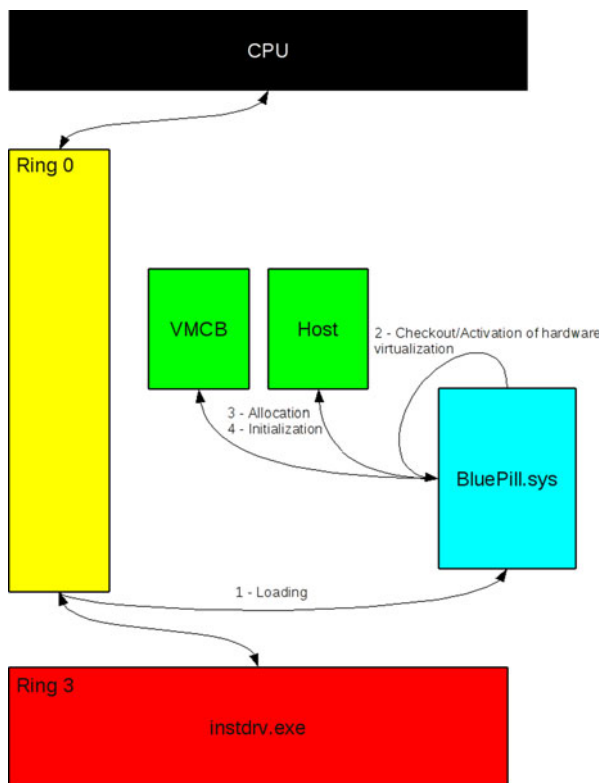 CPU
Ring 0
VMCB
Host
2 - Checkout/Activation of hardware
virtualization
3 - Allocation
4 - Initialization
BluePill.sys
1 - Loading
Ring 3
instdrv.exe